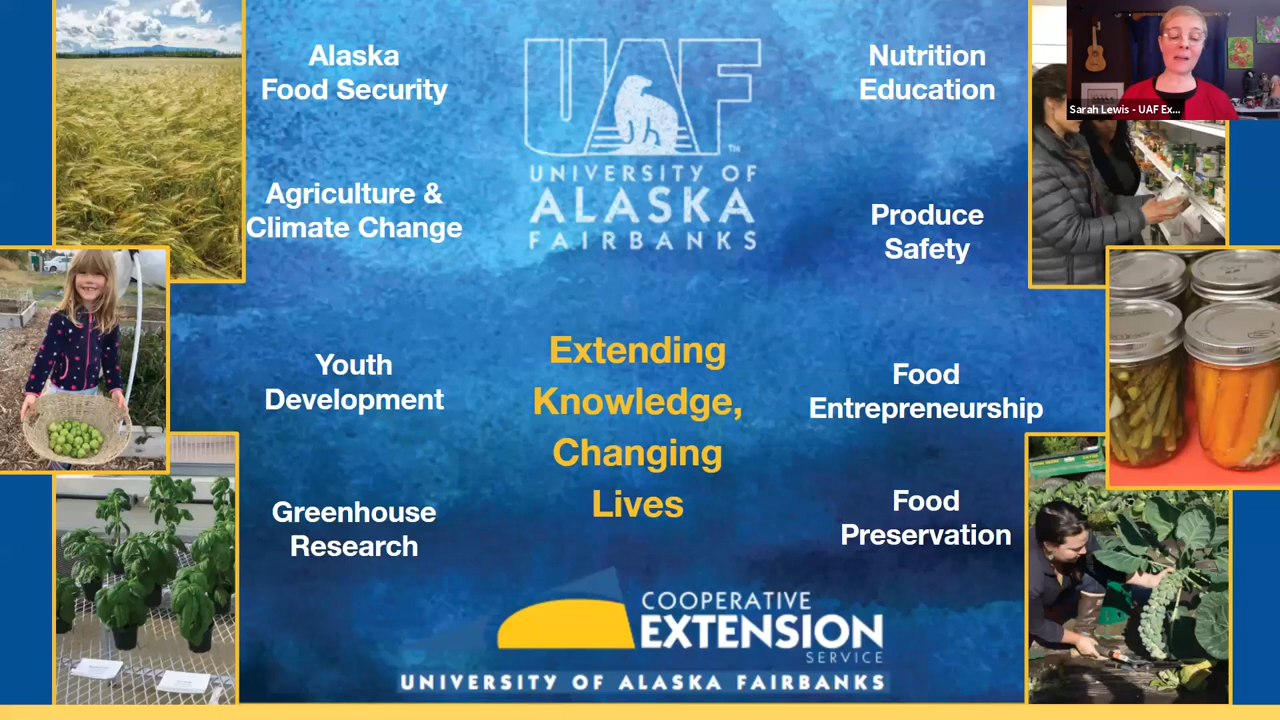 Alaska
Food Security
Agriculture &
Climate Change
Youth
Development
Greenhouse
Research
UAF
TM
UNIVERSITY OF
ALASKA
FAIRBANKS
Extending
Knowledge,
Changing
Lives
COOPERATIVE
EXTENSION
SERVICE
UNIVERSITY OF ALASKA FAIRBANKS
Nutrition
Education
Produce
Safety
Food
Entrepreneurship
Food
Preservation
Sarah Lewis - UAF Ex...